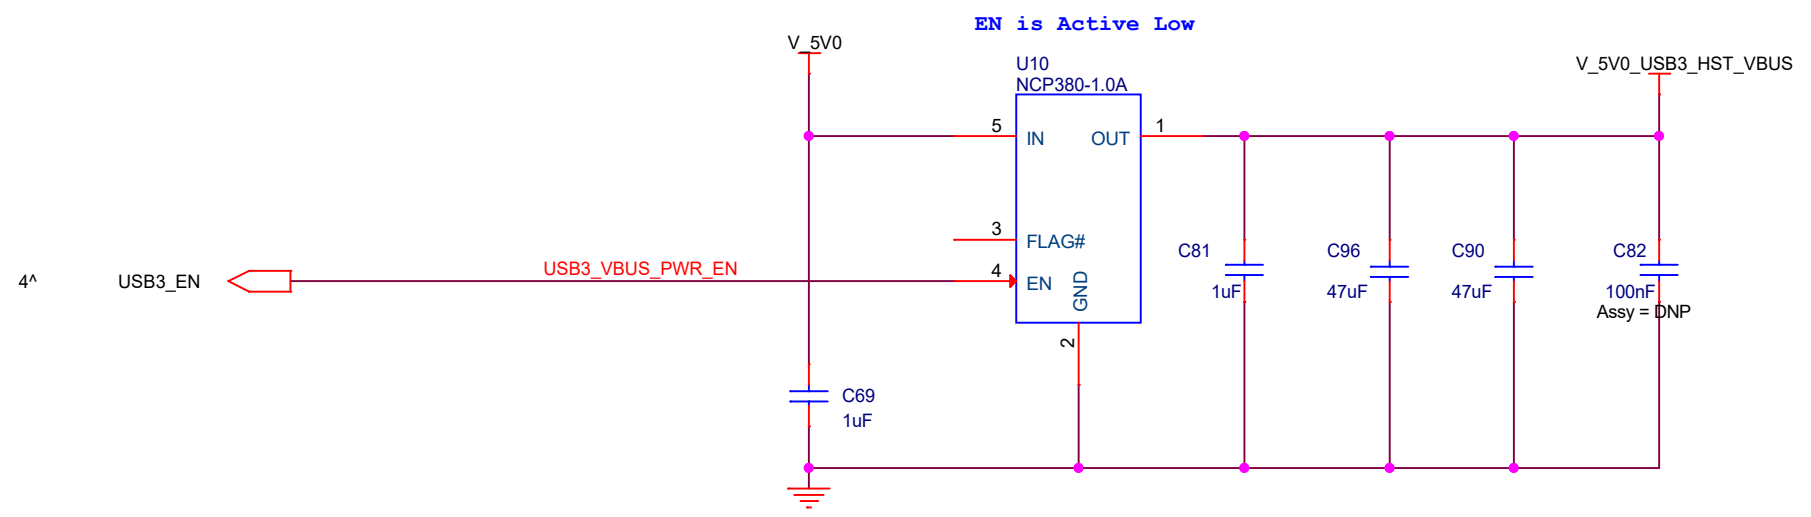 EN is Active Low
V_5V0
U10
NCP380-1.0A
V_5V0_USB3_HST_VBUS
5
IN
OUT
1
3
FLAG#
4^
USB3_EN
USB3_VBUS_PWR_EN
4
EN
GND
2
C81
1uF
C96
47uF
C90
47uF
C82
100nF
Assy = DNP
C69
1uF